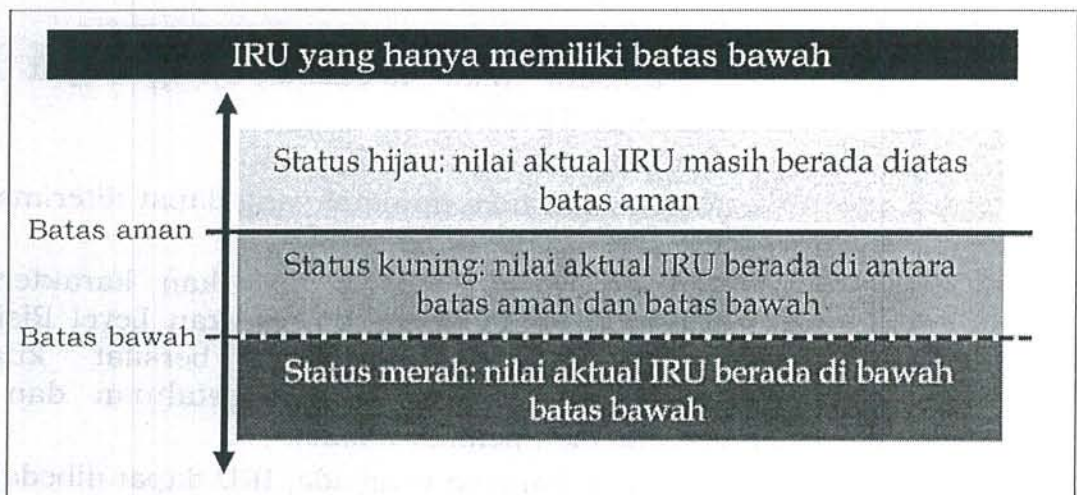 IRU yang hanya memiliki batas bawah
Status hijau: nilai aktual IRU masih berada diatas
batas aman
Batas aman
Status kuning: nilai aktual IRU berada di antara
batas aman dan batas bawah
Batas bawah
Status merah: nilai aktual IRU berada di bawah
batas bawah